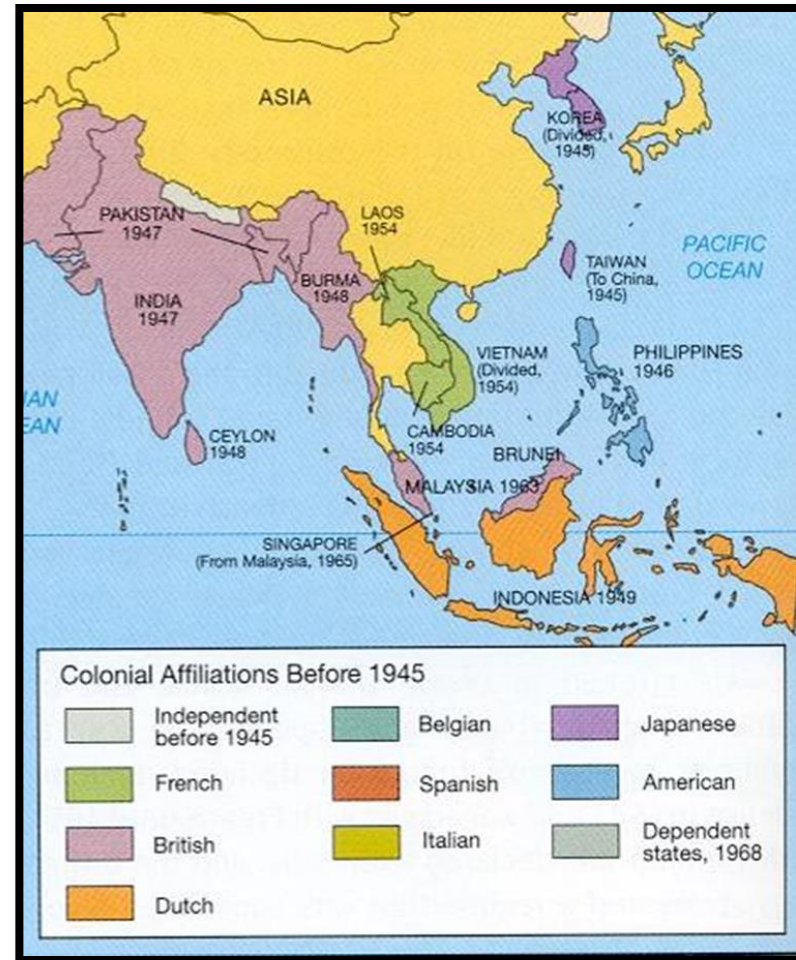 ASIA
KOREA
(Divided,
1945)
PAKISTAN
1947
LAOS
1954
PACIFIC
OCEAN
TAIWAN
(To China,
1945)
BURMA
1948
INDIA
1947
VIETNAM
(Divided,
1954)
PHILIPPINES
1946
IAN
EAN
CEYLON
1948
CAMBODIA
1954
BRUNEI
MALAYSIA 1963
SINGAPORE
(From Malaysia, 1965)
INDONESIA 1949
Colonial Affiliations Before 1945
Independent
before 1945
French
British
Dutch
Belgian
Spanish
Italian
Japanese
American
Dependent
states, 1968